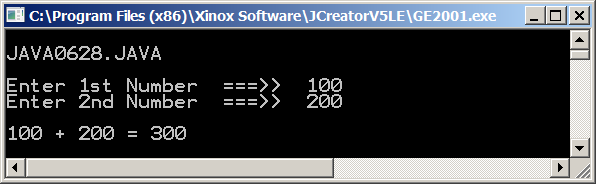 C:\Program Files (x86)\Xinox Software\JCreatorV5LE\GE2001.exe
JAVA0628.JAVA
Enter 1st Number  ===>>  100
Enter 2nd Number  ===>>  200
100 + 200 = 300